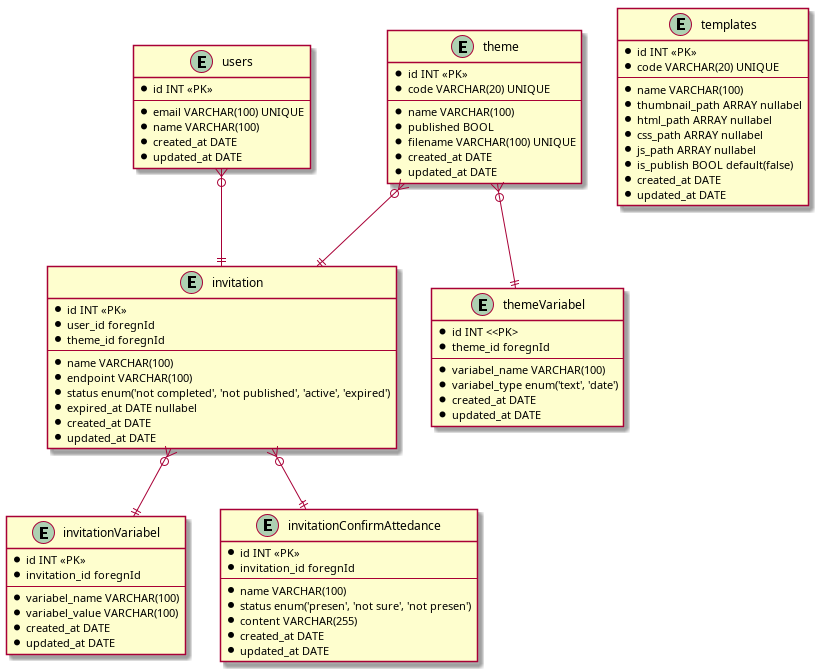 E users
id INT «PK»
email VARCHAR(100) UNIQUE
name VARCHAR(100)
created_at DATE
updated_at DATE
E theme
id INT «PK»
code VARCHAR(20) UNIQUE
name VARCHAR(100)
published BOOL
filename VARCHAR(100) UNIQUE
created_at DATE
updated_at DATE
E templates
id INT «PK»
code VARCHAR(20) UNIQUE
name VARCHAR(100)
thumbnail_path ARRAY nullabel
html_path ARRAY nullabel
css_path ARRAY nullabel
js_path ARRAY nullabel
is_publish BOOL default(false)
created_at DATE
updated_at DATE
E invitation
id INT «PK»
user_id foregnId
theme_id foregnId
name VARCHAR(100)
endpoint VARCHAR(100)
status enum('not completed', 'not published', 'active', 'expired')
expired_at DATE nullabel
created_at DATE
updated_at DATE
E themeVariabel
id INT <<PK>
theme_id foregnId
variabel_name VARCHAR(100)
variabel_type enum('text', 'date')
created_at DATE
updated_at DATE
E invitationVariabel
id INT «PK»
invitation_id foregnId
variabel_name VARCHAR(100)
variabel_value VARCHAR(100)
created_at DATE
updated_at DATE
E invitationConfirmAttedance
id INT «PK»
invitation_id foregnId
name VARCHAR(100)
status enum('presen', 'not sure', 'not presen')
content VARCHAR(255)
created_at DATE
updated_at DATE